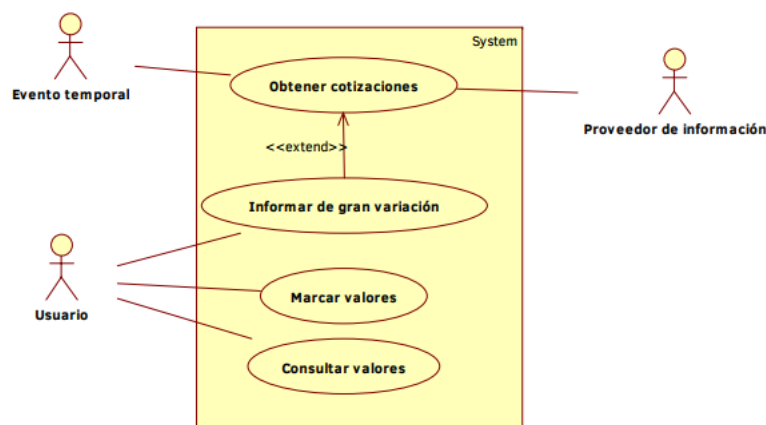 System
Evento temporal
Obtener cotizaciones
Proveedor de información
<<extend>>
Informar de gran variación
Usuario
Marcar valores
Consultar valores